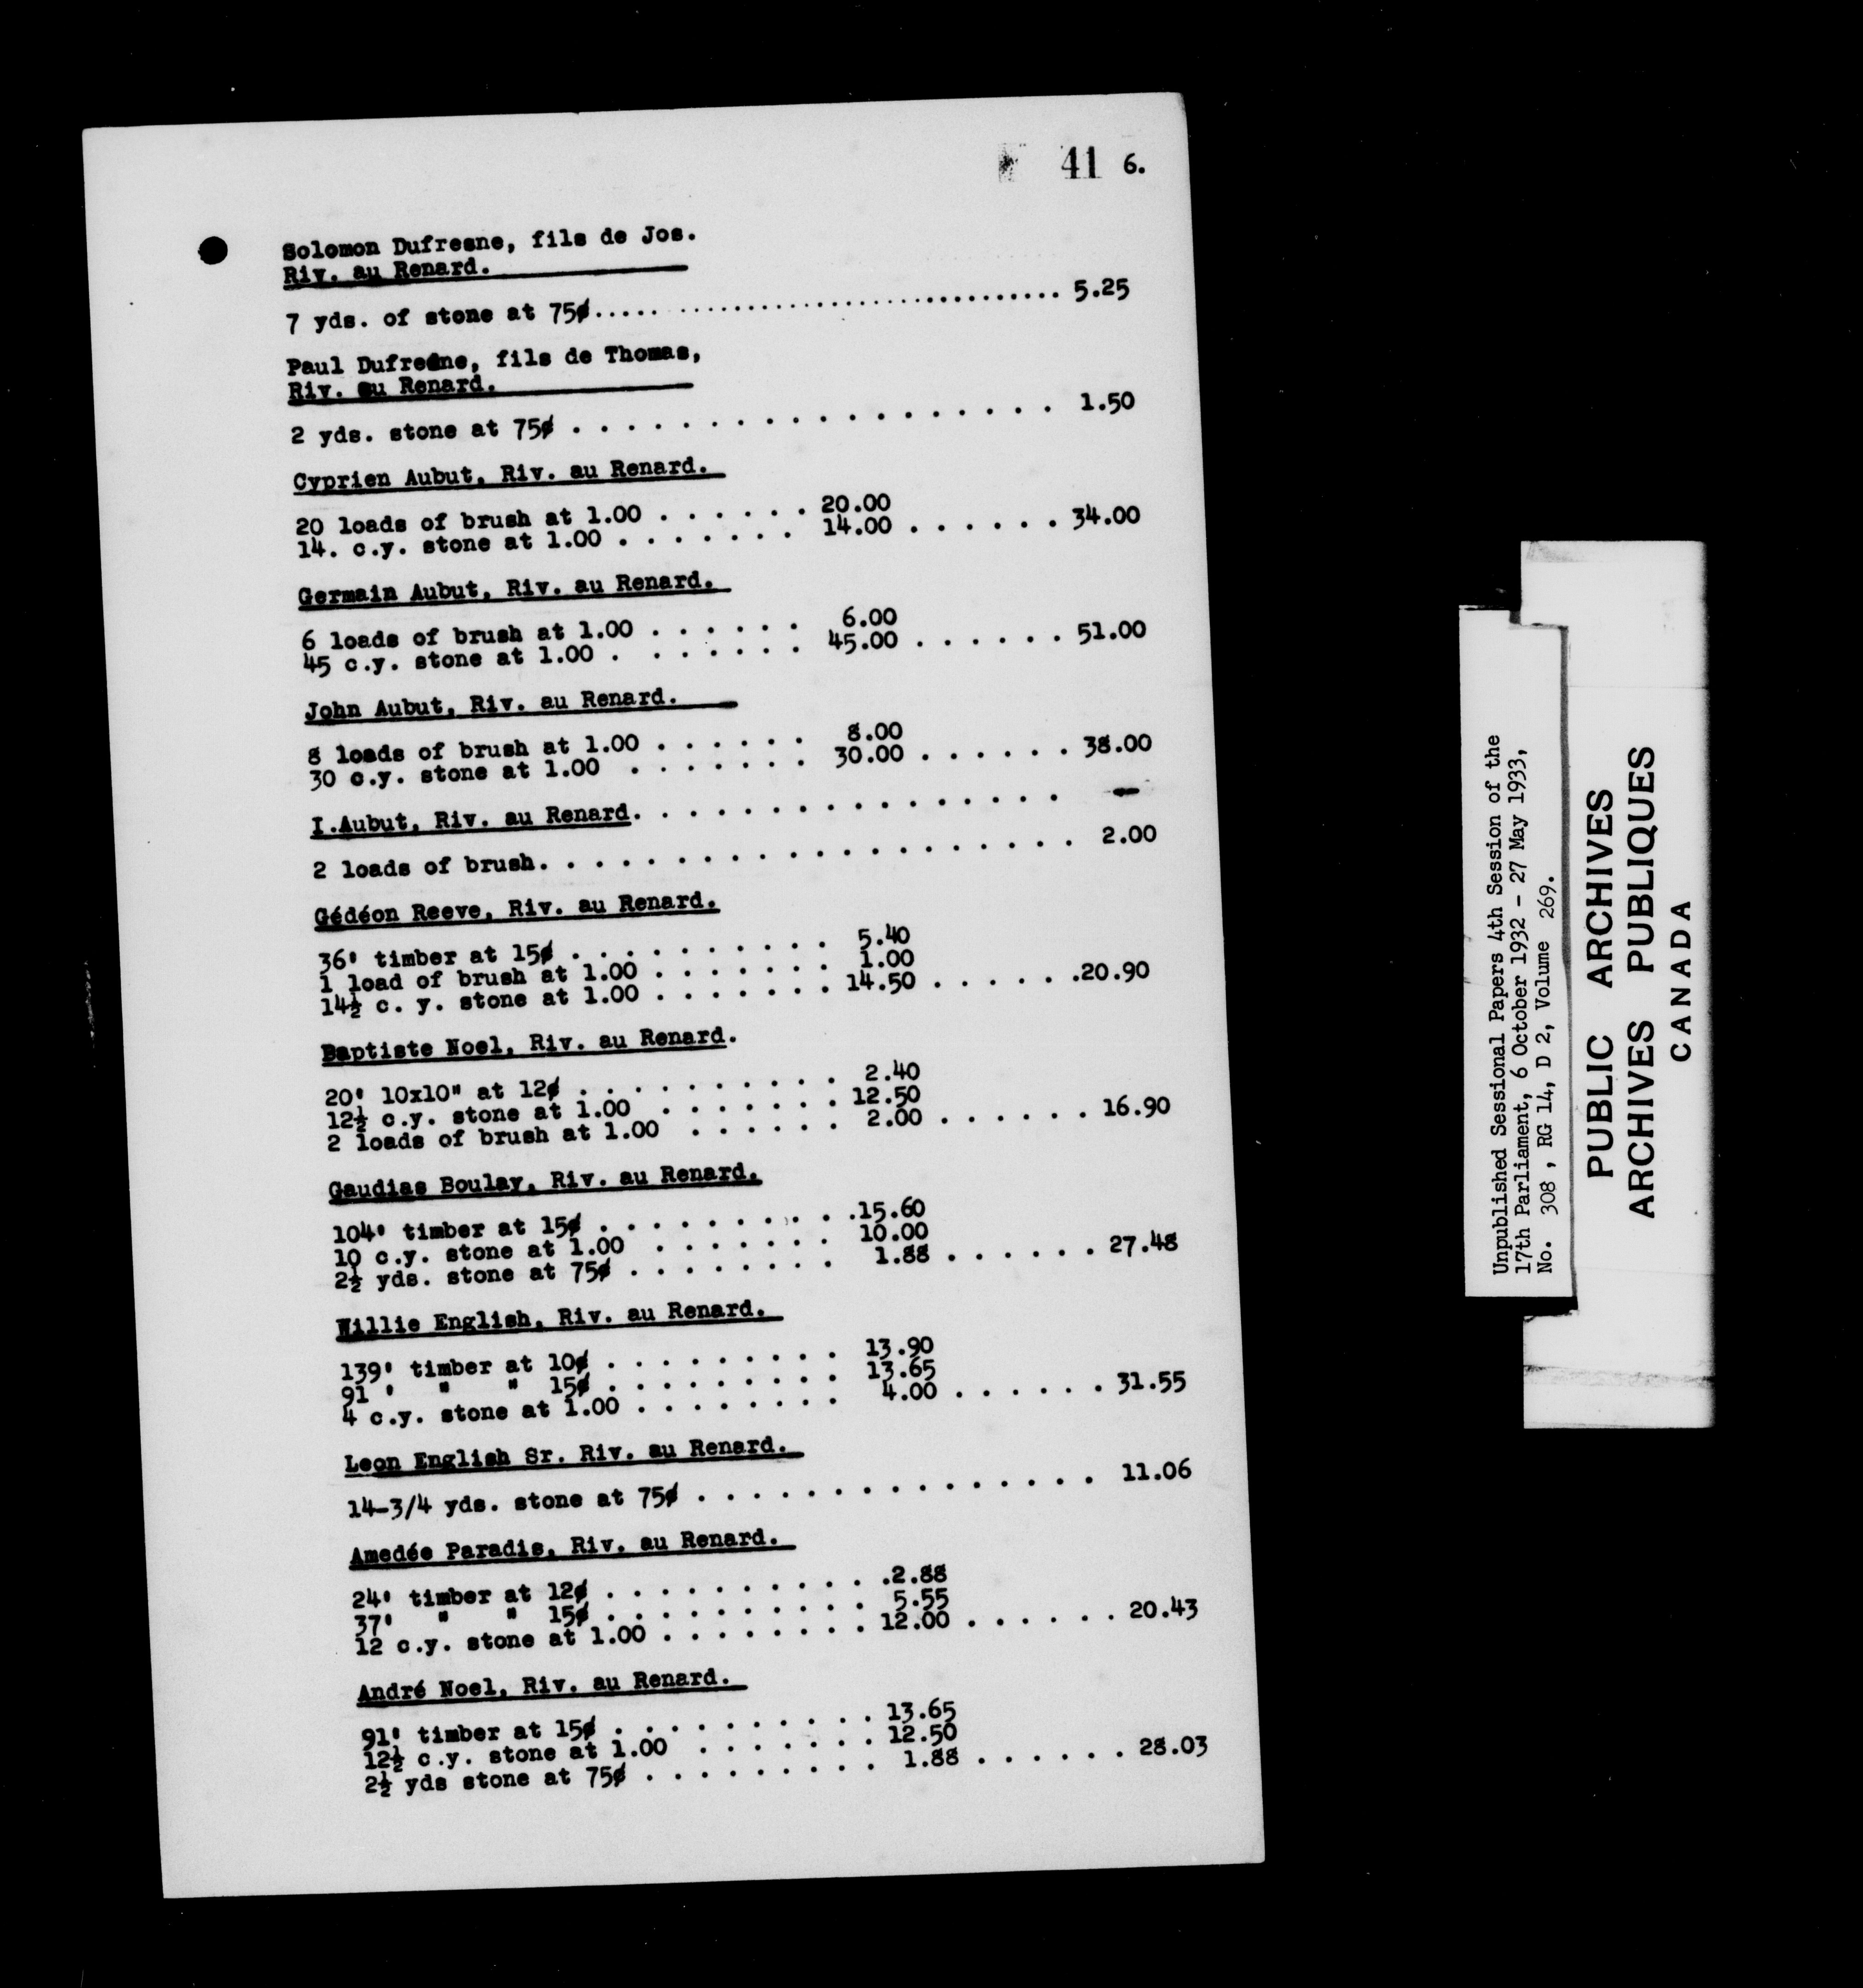 41 6.
Solomon Dufresne, fils de Jos.
Riv. au Renard.
7 yds. of stone at 75¢..................................... 5.25
Paul Dufresne, fils de Thomas,
Riv. au Renard.
2 yds. stone at 75¢ . . . . . . . . . . . . . . . . . . 1.50
Cyprien Aubut, Riv. au Renard.
20 loads of brush at 1.00 . . . . . . 20.00
14. c.y. stone at 1.00 . . . . . . . 14.00 . . . . . . 34.00
Germain Aubut, Riv. au Renard.
6 loads of brush at 1.00 . . . . . . 6.00
45 c.y. stone at 1.00 . . . . . . . 45.00 . . . . . . 51.00
John Aubut, Riv. au Renard.
8 loads of brush at 1.00 . . . . . . 8.00
30 c.y. stone at 1.00 . . . . . . . 30.00 . . . . . . 38.00
I.Aubut, Riv. au Renard. . . . . . . . . . . . . . . . -
2 loads of brush. . . . . . . . . . . . . . . . . . . . 2.00
Gédéon Reeve, Riv. au Renard.
36' timber at 15¢ . . . . . . . . . . 5.40
1 load of brush at 1.00 . . . . . . . 1.00
14½ c. y. stone at 1.00 . . . . . . . 14.50 . . . . . .20.90
Baptiste Noel, Riv. au Renard.
20' 10x10" at 12¢ . . . . . . . . . . 2.40
12½ c.y. stone at 1.00 . . . . . . . 12.50
2 loads of brush at 1.00 . . . . . . 2.00 . . . . . . 16.90
Gaudias Boulay, Riv. au Renard.
104' timber at 15¢ . . . . . . . . . .15.60
10 c.y. stone at 1.00 . . . . . . . 10.00
2½ yds. stone at 75¢ . . . . . . . . 1.88 . . . . . . 27.48
Willie English, Riv. au Renard.
139' timber at 10¢ . . . . . . . . . 13.90
91 ' " " 15¢ . . . . . . . . . 13.65
4 c.y. stone at 1.00 . . . . . . . . 4.00 . . . . . . 31.55
Leon English Sr. Riv. au Renard.
14-3/4 yds. stone at 75¢ . . . . . . . . . . . . . . . 11.06
Amedée Paradis, Riv. au Renard.
24' timber at 12¢ . . . . . . . . . . .2.88
37' " " 15¢ . . . . . . . . . . 5.55
12 c.y. stone at 1.00 . . . . . . . . 12.00 . . . . . . 20.43
André Noel, Riv. au Renard.
91' timber at 15¢ . . . . . . . . . . 13.65
12½ c.y. stone at 1.00 . . . . . . . 12.50
2½ yds stone at 75¢ . . . . . . . . . 1.88 . . . . . . 28.03
Unpublished Sessional Papers 4th Session of the
17th Parliament, 6 October 1932 - 27 May 1933,
No. 308 , RG 14, D 2, Volume 269.
PUBLIC ARCHIVES
ARCHIVES PUBLIQUES
CANADA